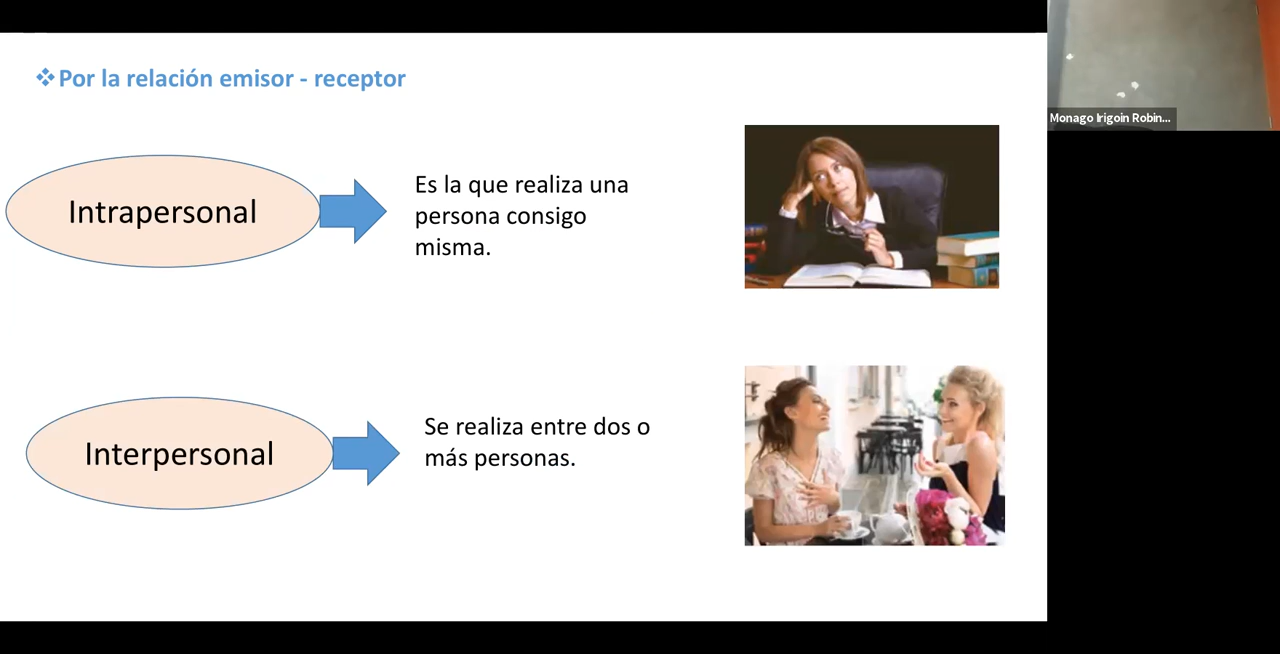 Por la relación emisor - receptor
Intrapersonal
Es la que realiza una
persona consigo
misma.
Interpersonal
Se realiza entre dos o
más personas.
Monago Irigoin Robin...